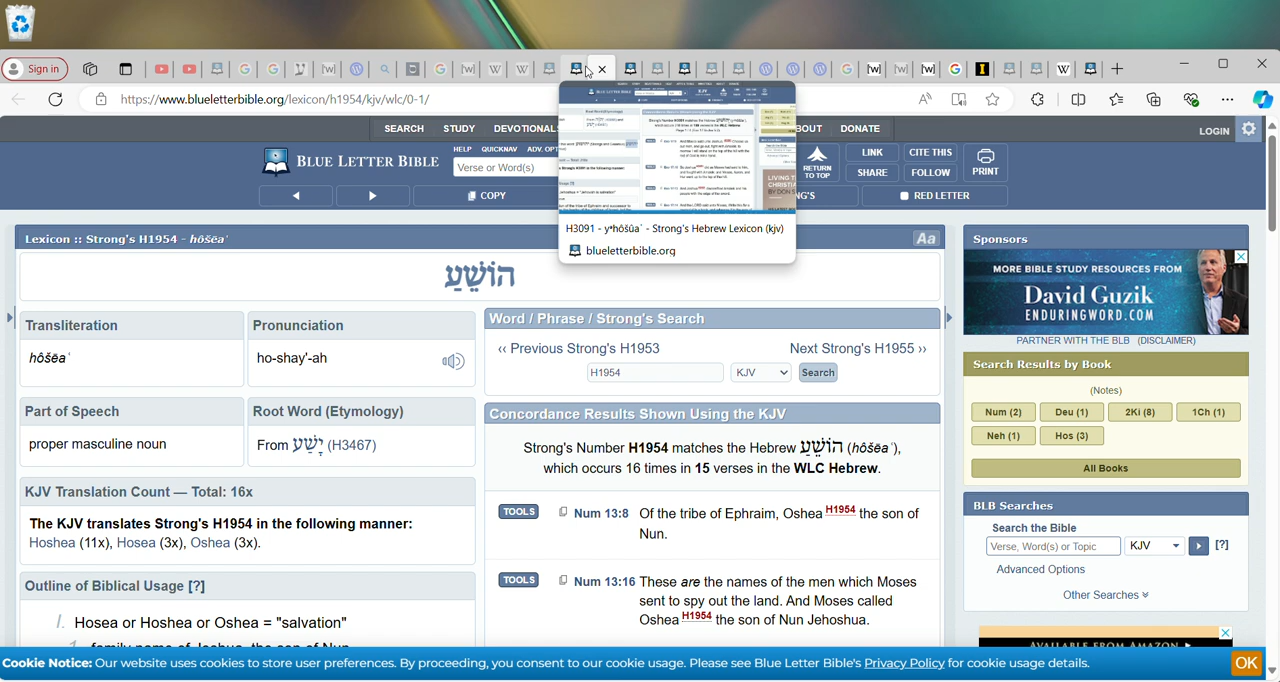 Sign in
https://www.blueletterbible.org/lexicon/h1954/kjv/wlc/0-1/
SEARCH STUDY DEVOTIONAL
DONATE
LOGIN
BLUE LETTER BIBLE
HELP QUICKNAV
Verse or Word(s)
RETURN TO TOP
LINK
CITE THIS
SHARE
FOLLOW
PRINT
COPY
RED LETTER
H3091 - yᵊhôšûaʿ - Strong's Hebrew Lexicon (kjv)
blueletterbible.org
Lexicon :: Strong's H1954 - hôšēaʿ
Aa
הוֹשֵׁעַ
Transliteration
hôšēaʿ
Pronunciation
ho-shay'-ah
Part of Speech
proper masculine noun
Root Word (Etymology)
From יָשַׁע (H3467)
KJV Translation Count — Total: 16x
The KJV translates Strong's H1954 in the following manner:
Hoshea (11x), Hosea (3x), Oshea (3x).
Outline of Biblical Usage [?]
I. Hosea or Hoshea or Oshea = "salvation"
Word / Phrase / Strong's Search
‹‹ Previous Strong's H1953
Next Strong's H1955 ››
H1954
KJV
Search
Concordance Results Shown Using the KJV
Strong's Number H1954 matches the Hebrew הוֹשֵׁעַ (hôšēaʿ),
which occurs 16 times in 15 verses in the WLC Hebrew.
TOOLS Num 13:8 Of the tribe of Ephraim, Oshea H1954 the son of
Nun.
TOOLS Num 13:16 These are the names of the men which Moses
sent to spy out the land. And Moses called
Oshea H1954 the son of Nun Jehoshua.
Sponsors
MORE BIBLE STUDY RESOURCES FROM
David Guzik
ENDURINGWORD.COM
PARTNER WITH THE BLB (DISCLAIMER)
Search Results by Book
(Notes)
Num (2) Deu (1) 2Ki (8) 1Ch (1)
Neh (1) Hos (3)
All Books
BLB Searches
Search the Bible
Verse, Word(s) or Topic
KJV
[?]
Advanced Options
Other Searches
AVAILABLE FROM AMAZON
Cookie Notice: Our website uses cookies to store user preferences. By proceeding, you consent to our cookie usage. Please see Blue Letter Bible's Privacy Policy for cookie usage details.
OK